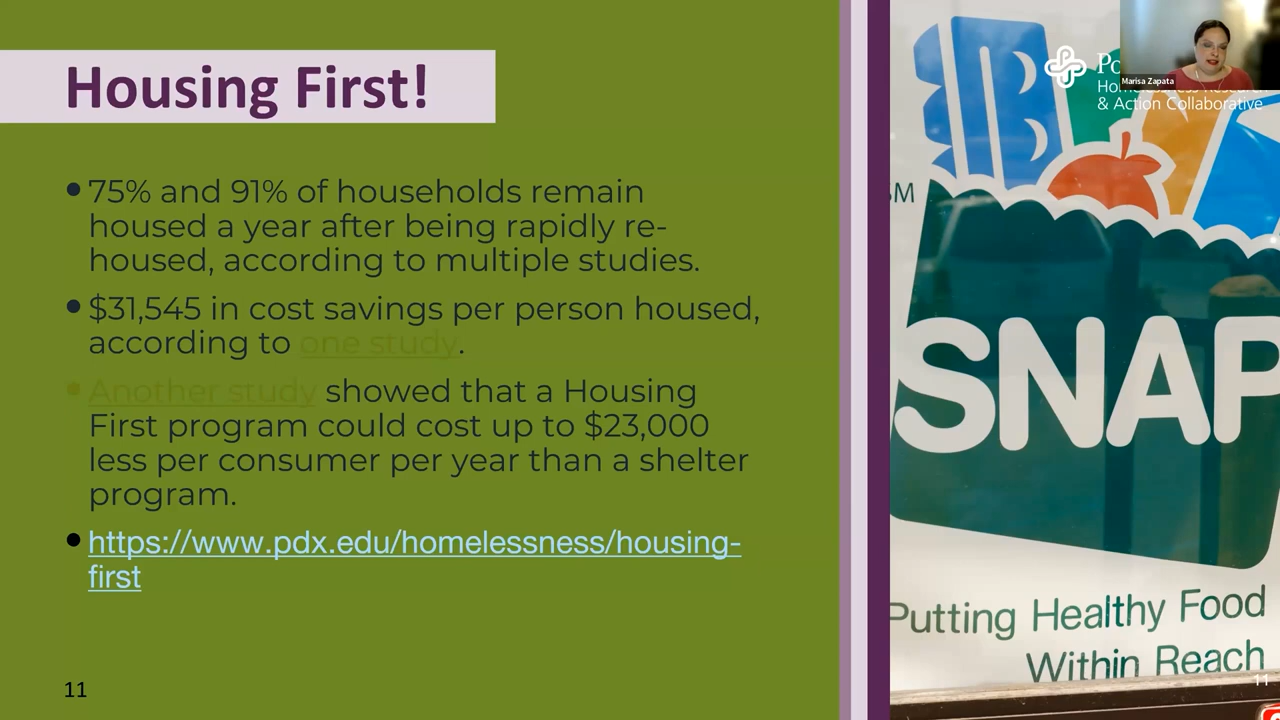 Housing First!
75% and 91% of households remain
housed a year after being rapidly re-
housed, according to multiple studies.
$31,545 in cost savings per person housed,
according to one study.
Another study showed that a Housing
First program could cost up to $23,000
less per consumer per year than a shelter
program.
https://www.pdx.edu/homelessness/housing-
first
11
Marisa Zapata
& Action Collaborative
SNAP
Putting Healthy Food
Within Reach
11